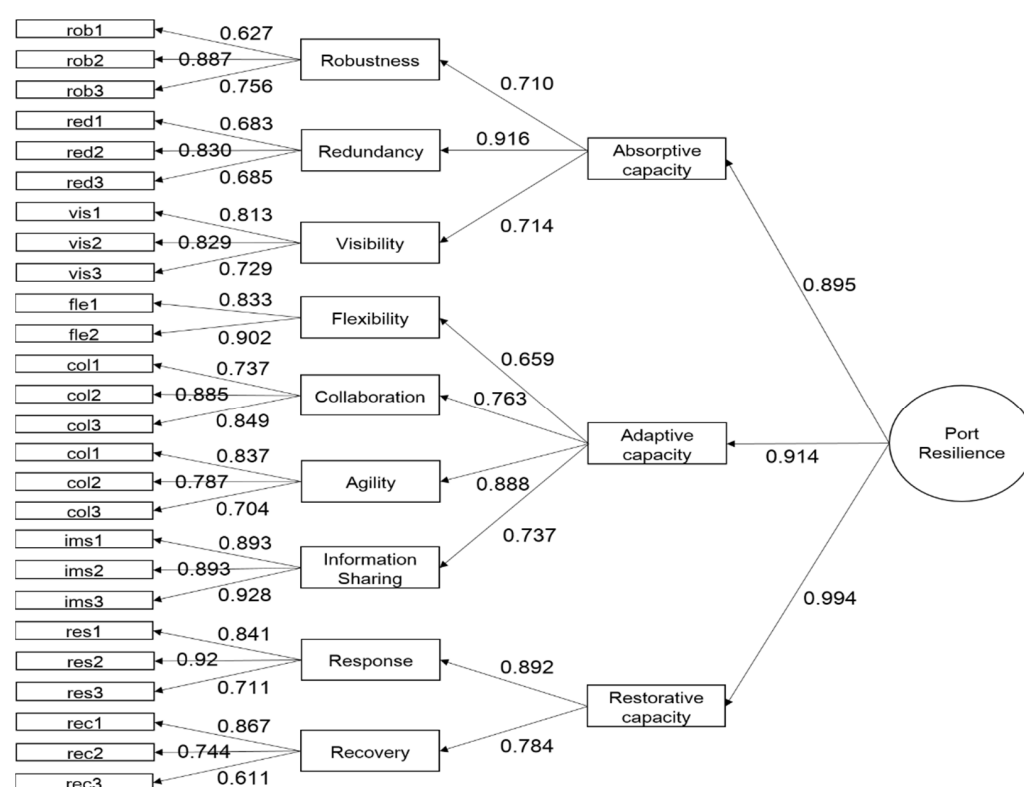 rob1
0.627
rob2
0.887
Robustness
rob3
0.756
0.710
red1
0.683
red2
0.830
Redundancy
0.916
Absorptive
capacity
red3
0.685
vis1
0.813
0.714
vis2
0.829
Visibility
vis3
0.729
0.895
fle1
0.833
Flexibility
fle2
0.902
0.659
col1
0.737
col2
0.885
Collaboration
0.763
col3
0.849
Adaptive
capacity
Port
Resilience
0.914
col1
0.837
col2
0.787
Agility
0.888
col3
0.704
ims1
0.893
0.737
ims2
0.893
Information
Sharing
ims3
0.928
0.994
res1
0.841
res2
0.92
Response
0.892
res3
0.711
Restorative
capacity
rec1
0.867
rec2
0.744
Recovery
0.784
rec3
0.611